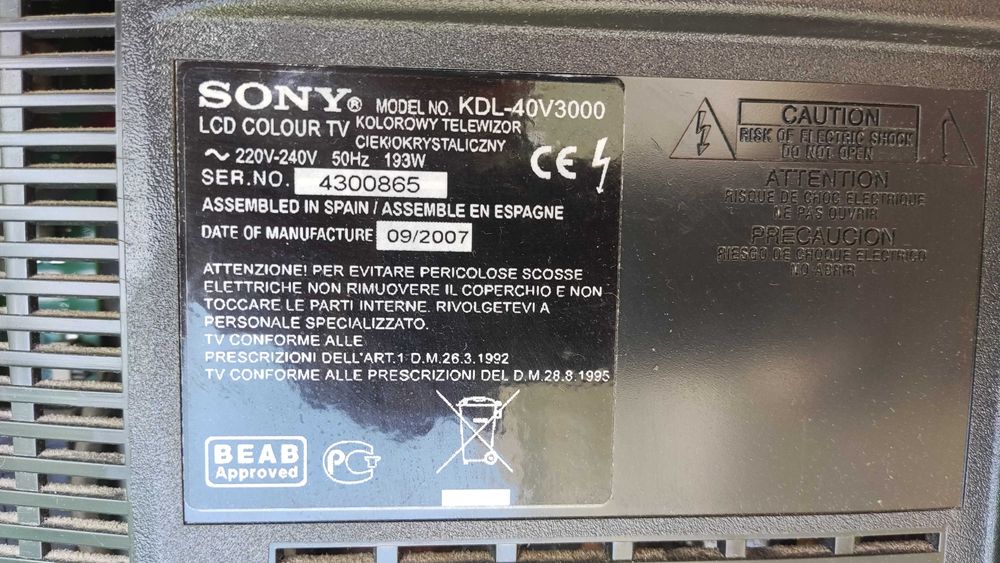 SONY® MODEL NO. KDL-40V3000
LCD COLOUR TV KOLOROWY TELEWIZOR
CIEKŁOKRYSTALICZNY
~ 220V-240V 50Hz 193W
SER.NO. 4300865
ASSEMBLED IN SPAIN / ASSEMBLE EN ESPAGNE
DATE OF MANUFACTURE 09/2007
CE
ATTENZIONE! PER EVITARE PERICOLOSE SCOSSE
ELETTRICHE NON RIMUOVERE IL COPERCHIO E NON
TOCCARE LE PARTI INTERNE. RIVOLGETEVI A
PERSONALE SPECIALIZZATO.
TV CONFORME ALLE
PRESCRIZIONI DELL'ART.1 D.M.26.3.1992
TV CONFORME ALLE PRESCRIZIONI DEL D.M.28.8.1995
BEAB
Approved
PCT
CAUTION
RISK OF ELECTRIC SHOCK
DO NOT OPEN
ATTENTION
RISQUE DE CHOC ELECTRIQUE
NE PAS OUVRIR
PRECAUCION
RIESGO DE CHOQUE ELECTRICO
NO ABRIR